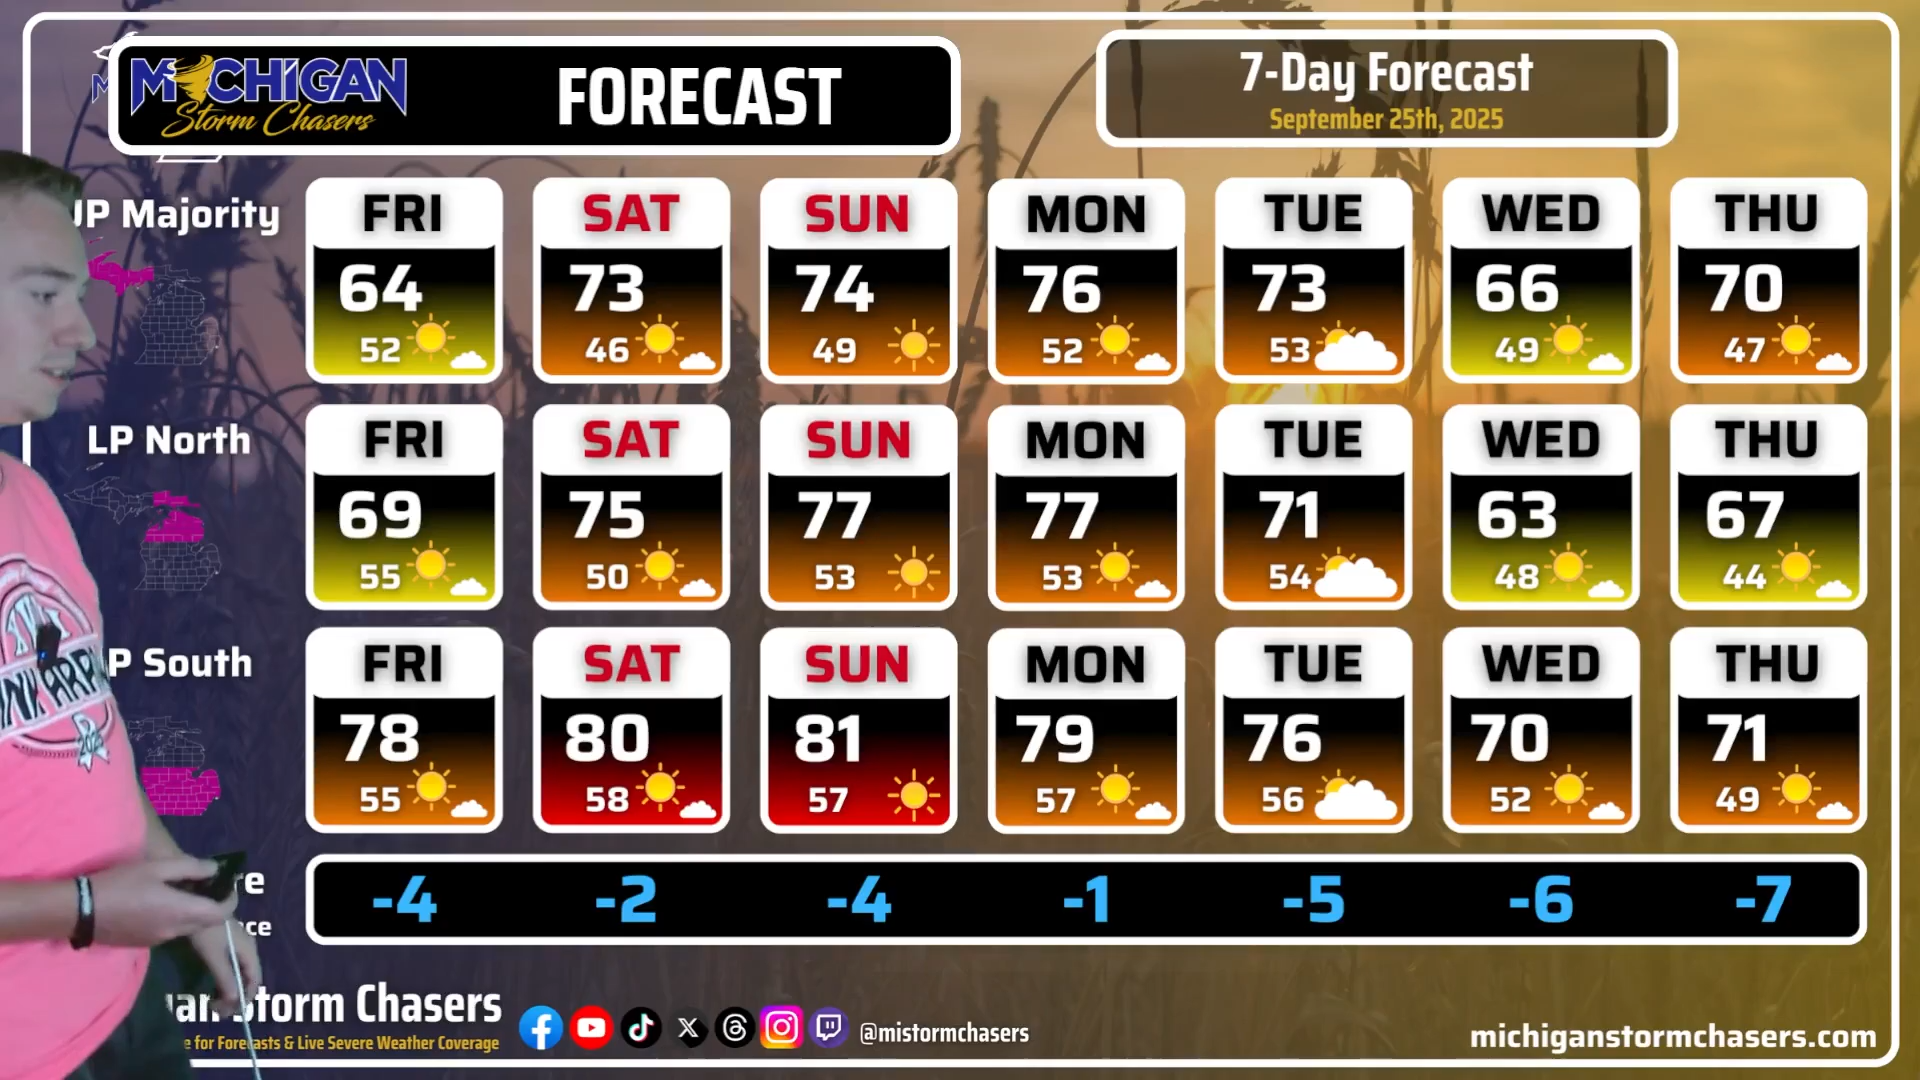 MICHIGAN
Storm Chasers
FORECAST
7-Day Forecast
September 25th, 2025
UP Majority
FRI SAT SUN MON TUE WED THU
64 73 74 76 73 66 70
52 46 49 52 53 49 47
LP North
FRI SAT SUN MON TUE WED THU
69 75 77 77 71 63 67
55 50 53 53 54 48 44
P South
FRI SAT SUN MON TUE WED THU
78 80 81 79 76 70 71
55 58 57 57 56 52 49
-4 -2 -4 -1 -5 -6 -7
Storm Chasers
e for Forecasts & Live Severe Weather Coverage
@mistormchasers
michiganstormchasers.com